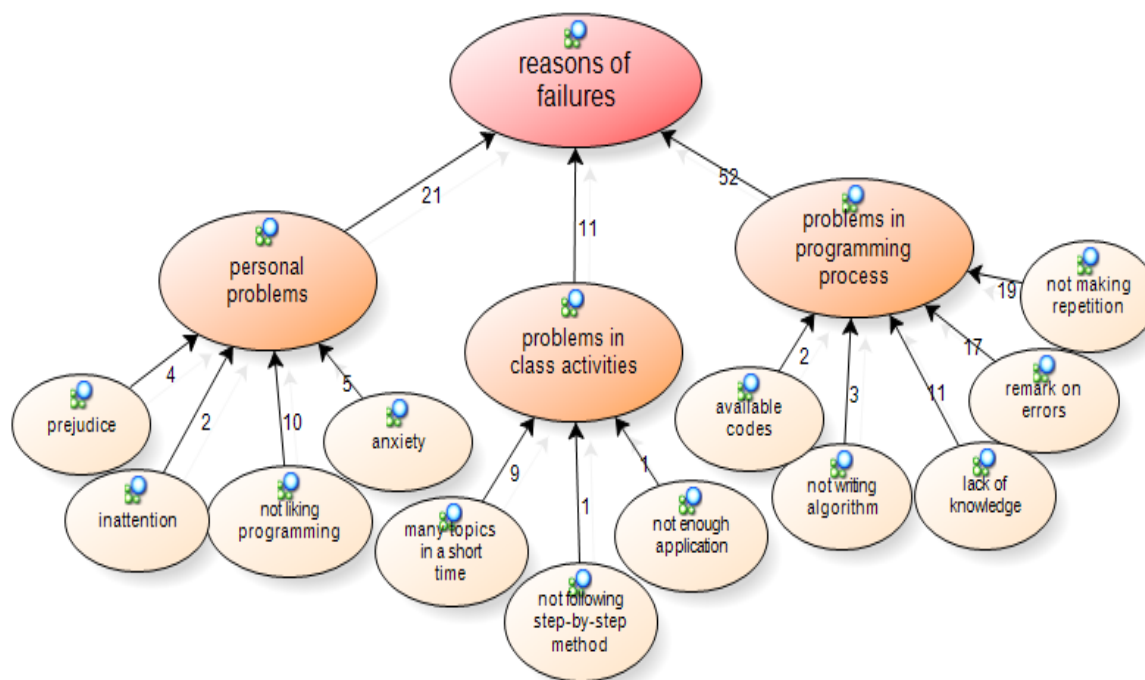 reasons of
failures
21
11
52
personal
problems
problems in
class activities
problems in
programming
process
4
2
10
5
9
1
1
2
3
11
17
19
prejudice
inattention
not liking
programming
anxiety
many topics
in a short
time
not following
step-by-step
method
not enough
application
available
codes
not writing
algorithm
lack of
knowledge
remark on
errors
not making
repetition